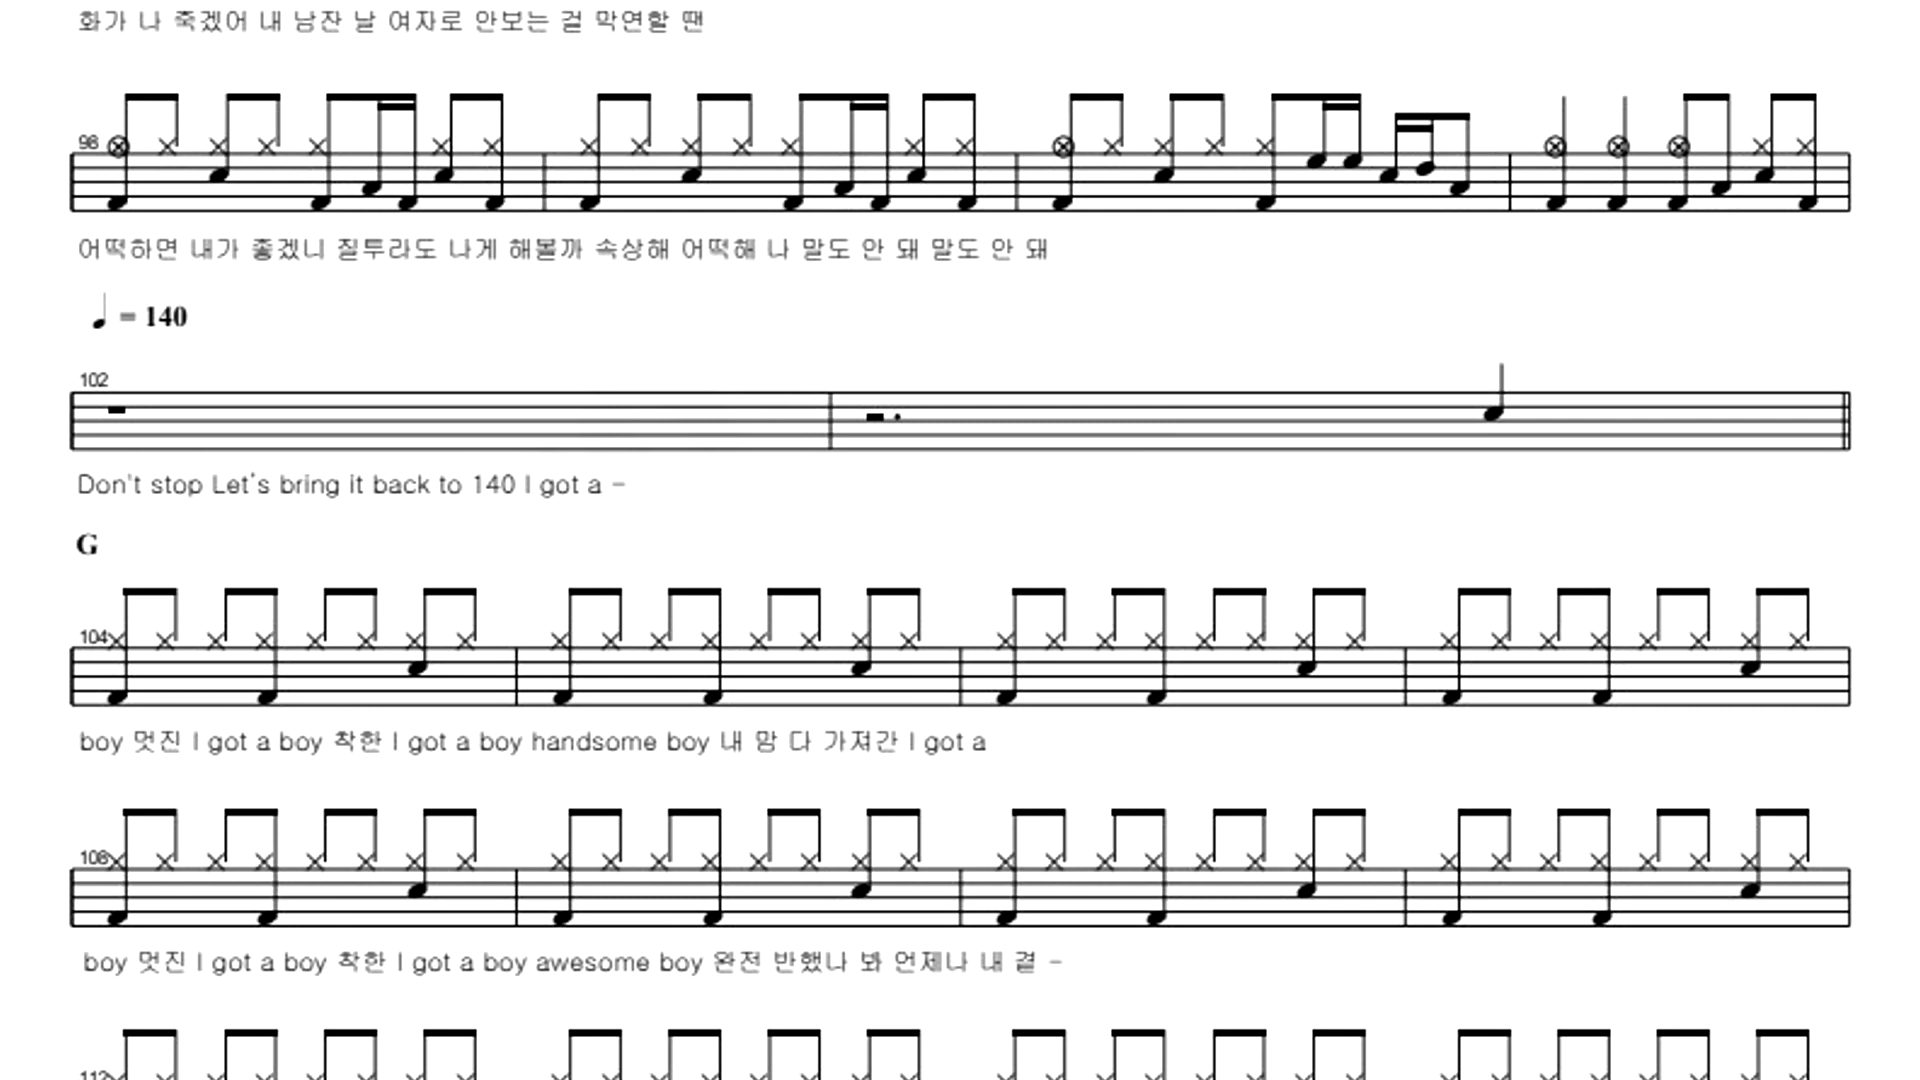 화가 나 죽겠어 내 남잔 날 여자로 안보는 걸 막연할 땐
98
어떡하면 내가 좋겠니 질투라도 나게 해볼까 속상해 어떡해 나 말도 안 돼 말도 안 돼
= 140
102
Don't stop Let's bring it back to 140 I got a -
G
104
boy 멋진 I got a boy 착한 I got a boy handsome boy 내 맘 다 가져간 I got a
108
boy 멋진 I got a boy 착한 I got a boy awesome boy 완전 반했나 봐 언제나 내 곁 -
112